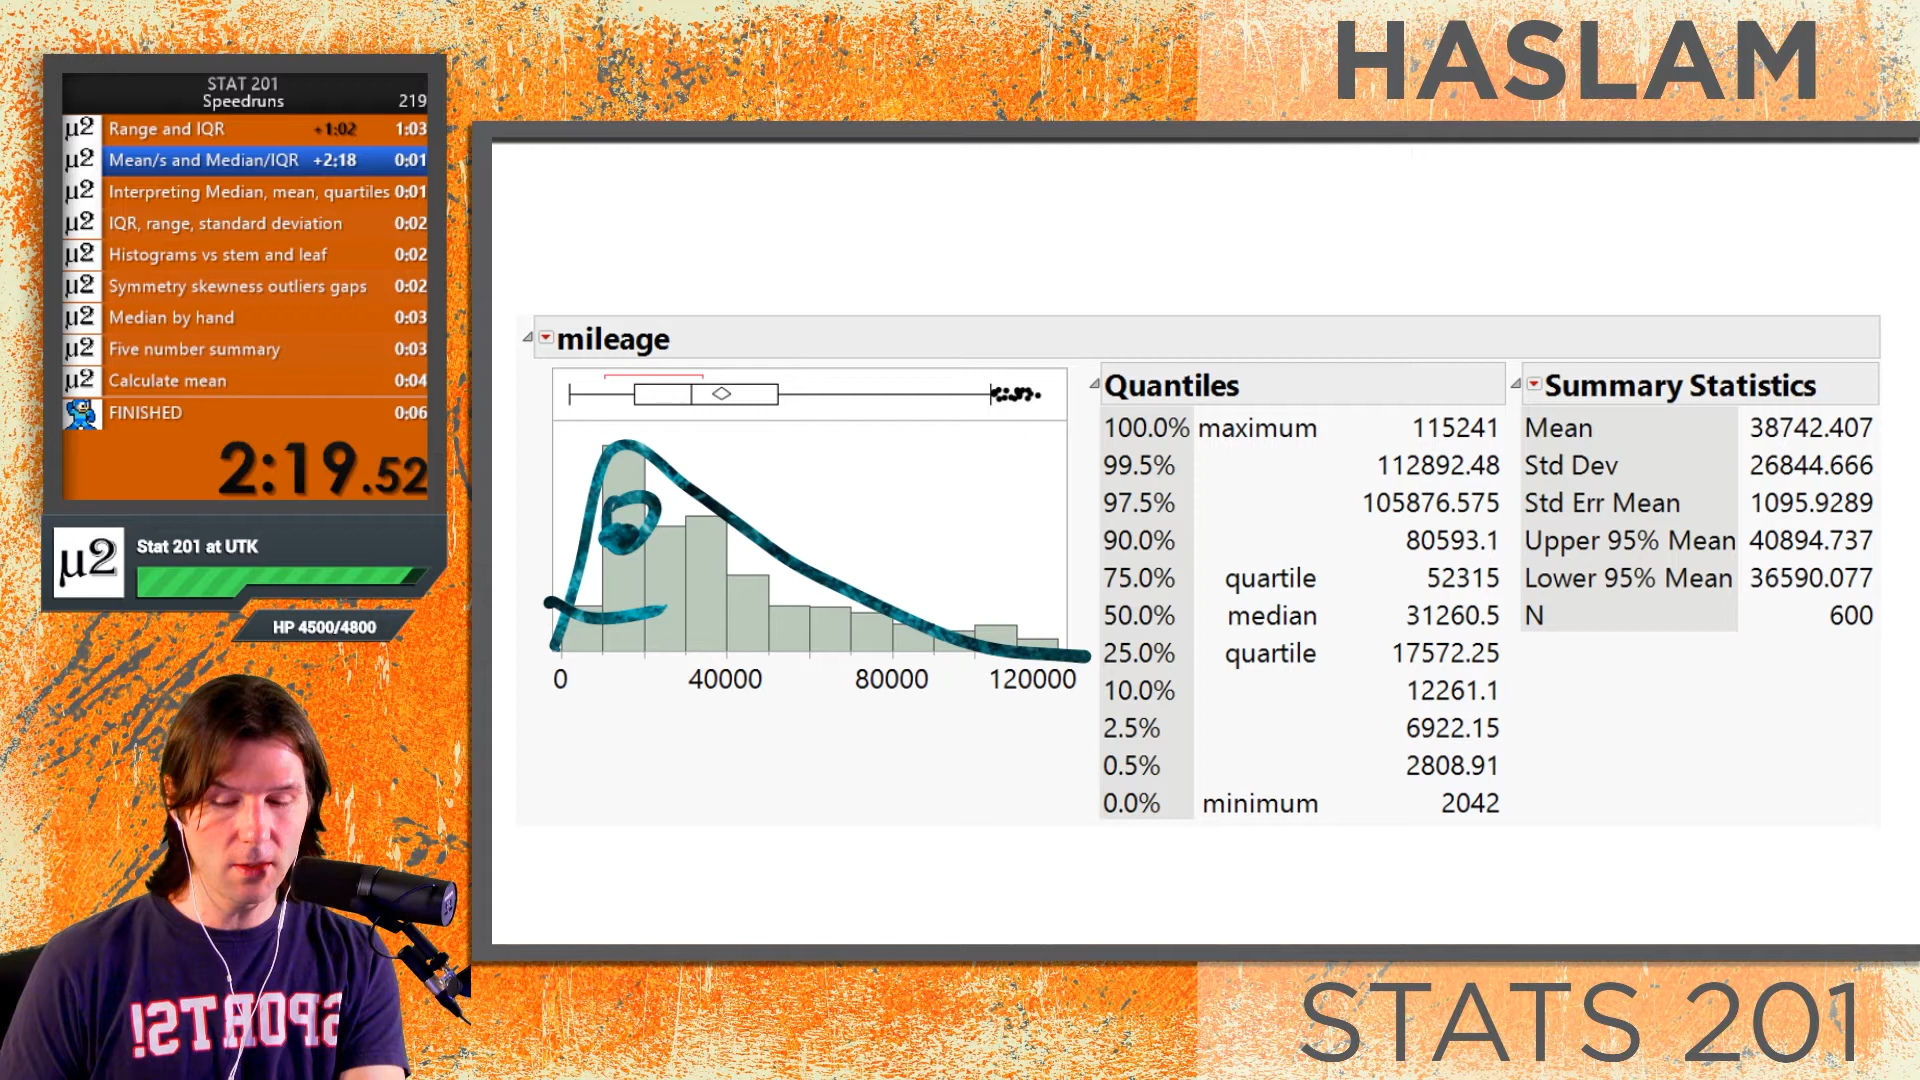 HASLAM
STAT 201
Speedruns 219
μ2 Range and IQR +1:02 1:03
μ2 Mean/s and Median/IQR +2:18 0:01
μ2 Interpreting Median, mean, quartiles 0:01
μ2 IQR, range, standard deviation 0:02
μ2 Histograms vs stem and leaf 0:02
μ2 Symmetry skewness outliers gaps 0:02
μ2 Median by hand 0:03
μ2 Five number summary 0:03
μ2 Calculate mean 0:04
FINISHED 0:06
2:19.52
μ2 Stat 201 at UTK
HP 4500/4800
SPORTS!
mileage
0 40000 80000 120000
Quantiles
100.0% maximum 115241
99.5% 112892.48
97.5% 105876.575
90.0% 80593.1
75.0% quartile 52315
50.0% median 31260.5
25.0% quartile 17572.25
10.0% 12261.1
2.5% 6922.15
0.5% 2808.91
0.0% minimum 2042
Summary Statistics
Mean 38742.407
Std Dev 26844.666
Std Err Mean 1095.9289
Upper 95% Mean 40894.737
Lower 95% Mean 36590.077
N 600
STATS 201